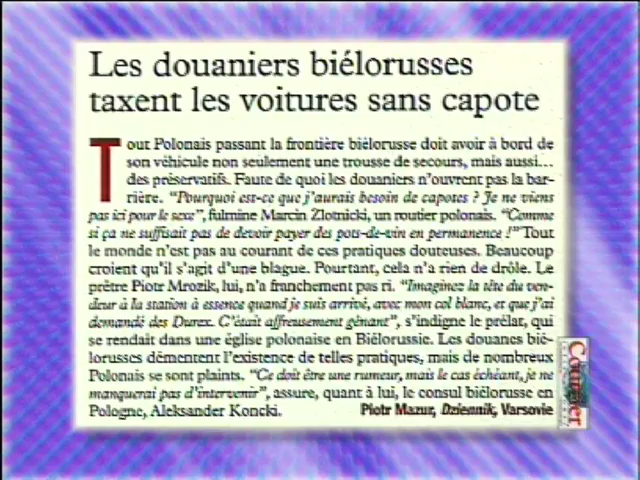 Les douaniers biélorusses
taxent les voitures sans capote
Tout Polonais passant la frontière biélorusse doit avoir à bord de
son véhicule non seulement une trousse de secours, mais aussi…
des préservatifs. Faute de quoi les douaniers n'ouvrent pas la bar-
rière. “Pourquoi est-ce que j'aurais besoin de capotes ? Je ne viens
pas ici pour le sexe”, fulmine Marcin Zlotnicki, un routier polonais. “Comme
si ça ne suffisait pas de devoir payer des pots-de-vin en permanence !” Tout
le monde n'est pas au courant de ces pratiques douteuses. Beaucoup
croient qu'il s'agit d'une blague. Pourtant, cela n'a rien de drôle. Le
prêtre Piotr Mrozik, lui, n'a franchement pas ri. “Imaginez la tête du ven-
deur à la station à essence quand je suis arrivé, avec mon col blanc, et que j'ai
demandé des Durex. C'était affreusement gênant”, s'indigne le prélat, qui
se rendait dans une église polonaise en Biélorussie. Les douanes bié-
lorusses démentent l'existence de telles pratiques, mais de nombreux
Polonais se sont plaints. “Ce doit être une rumeur, mais le cas échéant, je ne
manquerai pas d'intervenir”, assure, quant à lui, le consul biélorusse en
Pologne, Aleksander Koncki. Piotr Mazur, Dziennik, Varsovie
Courrier